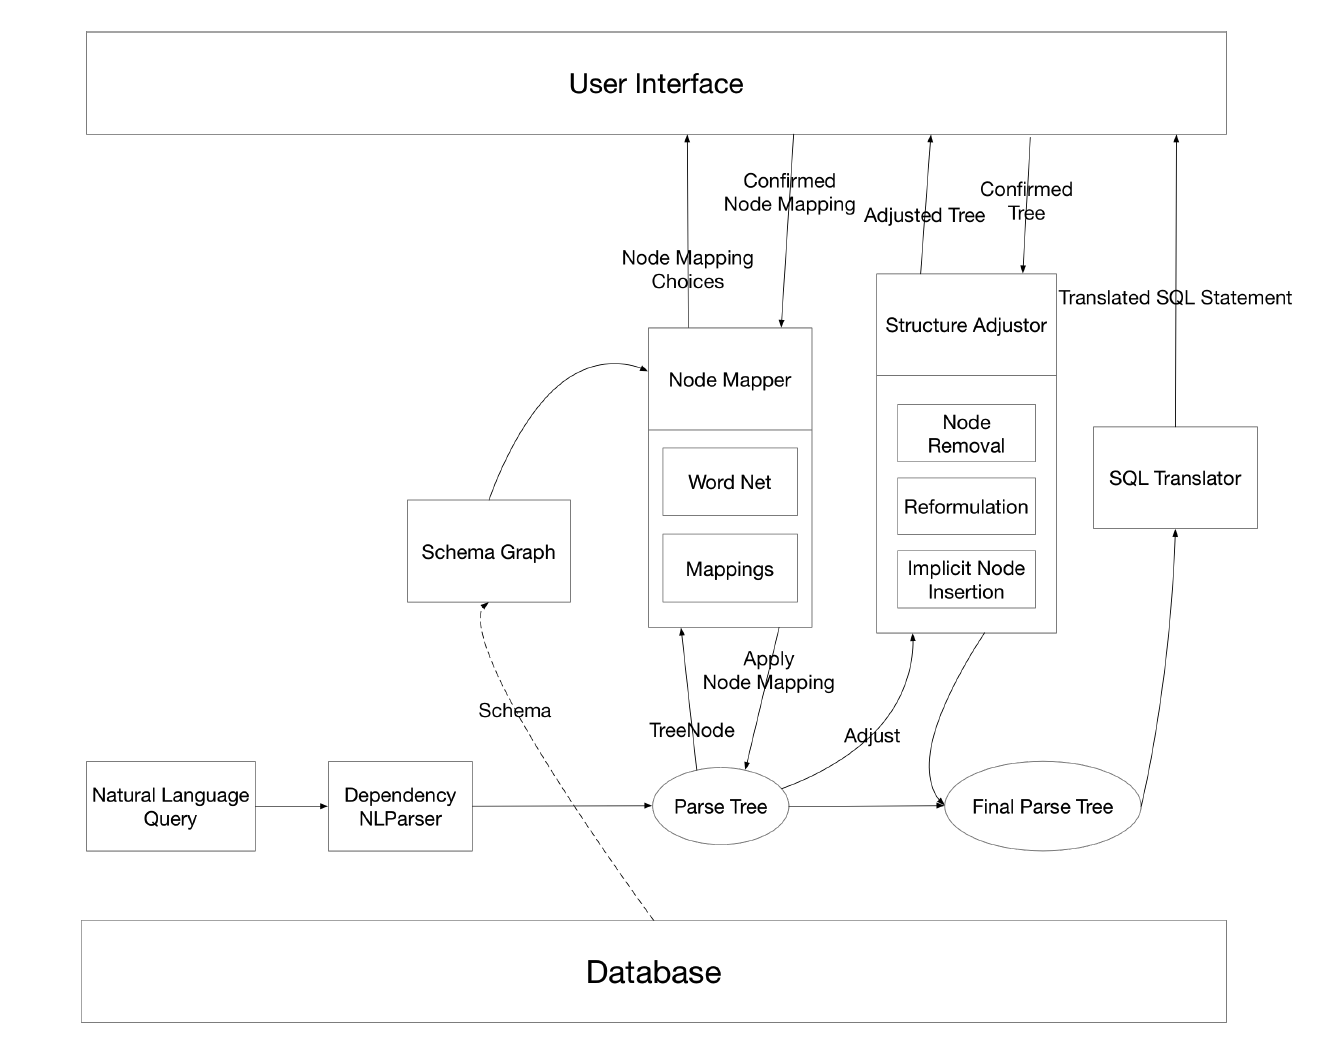 User Interface
Confirmed
Node Mapping
Adjusted Tree
Confirmed
Tree
Node Mapping
Choices
Translated SQL Statement
Structure Adjustor
Node Mapper
Node
Removal
Word Net
SQL Translator
Reformulation
Schema Graph
Mappings
Implicit Node
Insertion
Apply
Node Mapping
Schema
TreeNode
Adjust
Natural Language
Query
Dependency
NLParser
Parse Tree
Final Parse Tree
Database